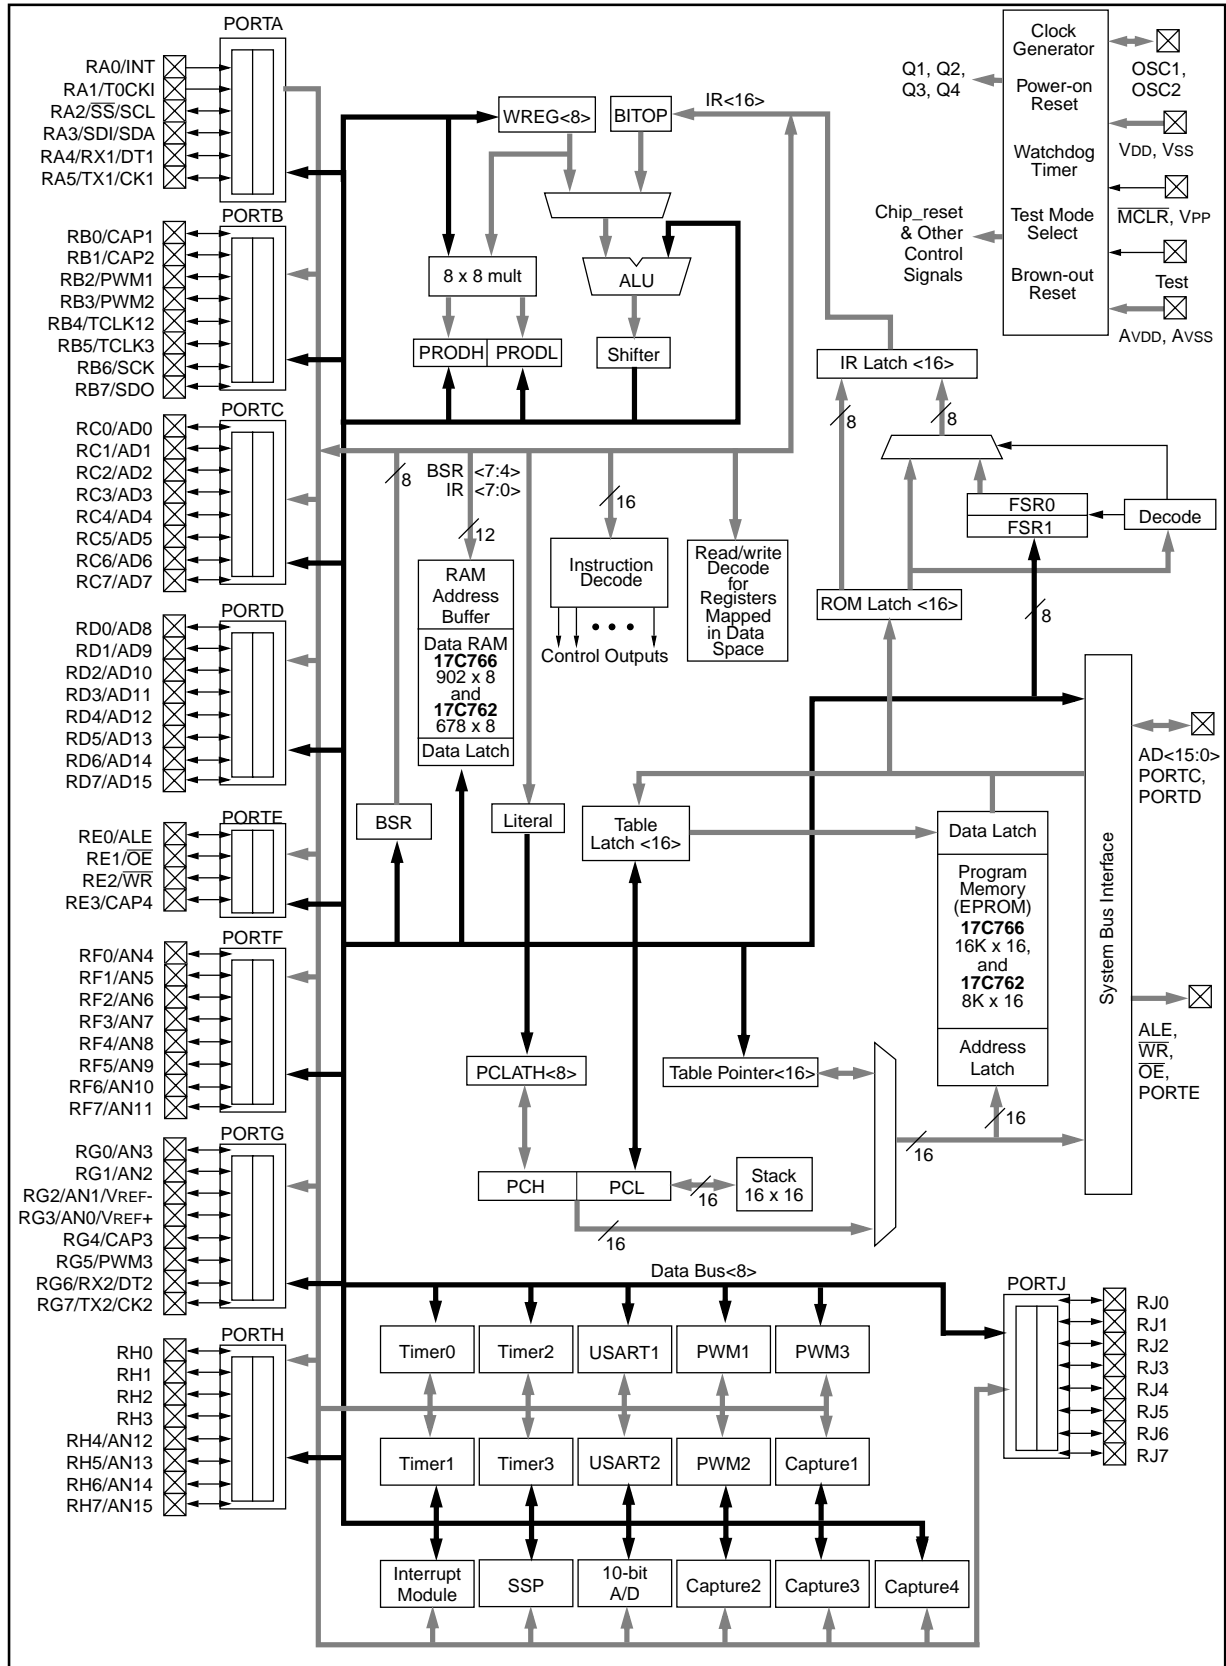 PORTA
RA0/INT
RA1/T0CKI
RA2/SS/SCL
RA3/SDI/SDA
RA4/RX1/DT1
RA5/TX1/CK1
PORTB
RB0/CAP1
RB1/CAP2
RB2/PWM1
RB3/PWM2
RB4/TCLK12
RB5/TCLK3
RB6/SCK
RB7/SDO
PORTC
RC0/AD0
RC1/AD1
RC2/AD2
RC3/AD3
RC4/AD4
RC5/AD5
RC6/AD6
RC7/AD7
PORTD
RD0/AD8
RD1/AD9
RD2/AD10
RD3/AD11
RD4/AD12
RD5/AD13
RD6/AD14
RD7/AD15
PORTE
RE0/ALE
RE1/OE
RE2/WR
RE3/CAP4
PORTF
RF0/AN4
RF1/AN5
RF2/AN6
RF3/AN7
RF4/AN8
RF5/AN9
RF6/AN10
RF7/AN11
PORTG
RG0/AN3
RG1/AN2
RG2/AN1/VREF-
RG3/AN0/VREF+
RG4/CAP3
RG5/PWM3
RG6/RX2/DT2
RG7/TX2/CK2
PORTH
RH0
RH1
RH2
RH3
RH4/AN12
RH5/AN13
RH6/AN14
RH7/AN15
WREG<8>
BITOP
IR<16>
8 x 8 mult
ALU
PRODH
PRODL
Shifter
Q1, Q2,
Q3, Q4
Chip_reset
& Other
Control
Signals
Clock
Generator
Power-on
Reset
Watchdog
Timer
Test Mode
Select
Brown-out
Reset
OSC1,
OSC2
VDD, VSS
MCLR, VPP
Test
AVDD, AVSS
IR Latch <16>
8
8
FSR0
FSR1
Decode
ROM Latch <16>
8
8
BSR <7:4>
IR <7:0>
12
16
RAM
Address
Buffer
Data RAM
17C766
902 x 8
and
17C762
678 x 8
Data Latch
Instruction
Decode
Control Outputs
Read/write
Decode
for
Registers
Mapped
in Data
Space
BSR
Literal
Table
Latch <16>
Data Latch
Program
Memory
(EPROM)
17C766
16K x 16,
and
17C762
8K x 16
Address
Latch
System Bus Interface
AD<15:0>
PORTC,
PORTD
ALE,
WR,
OE,
PORTE
PCLATH<8>
Table Pointer<16>
16
16
PCH
PCL
16
Stack
16 x 16
16
Data Bus<8>
Timer0
Timer2
USART1
PWM1
PWM3
Timer1
Timer3
USART2
PWM2
Capture1
Interrupt
Module
SSP
10-bit
A/D
Capture2
Capture3
Capture4
PORTJ
RJ0
RJ1
RJ2
RJ3
RJ4
RJ5
RJ6
RJ7